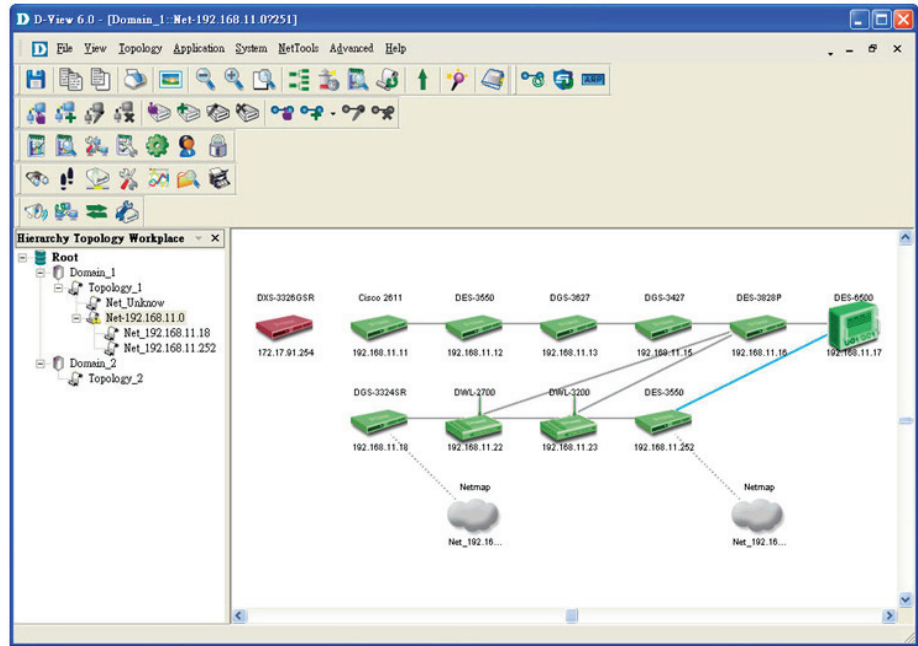 D-View 6.0 - [Domain_1::Net-192.168.11.0?251]
File View Topology Application System NetTools Advanced Help
ARP
Hierarchy Topology Workplace
Root
Domain_1
Topology_1
Net_Unknow
Net-192.168.11.0
Net_192.168.11.18
Net_192.168.11.252
Domain_2
Topology_2
DXS-3326GSR Cisco 2611 DES-3550 DGS-3627 DGS-3427 DES-3828P DES-6500
172.17.91.254 192.168.11.11 192.168.11.12 192.168.11.13 192.168.11.15 192.168.11.16 192.168.11.17
DGS-3324SR DWL-2700 DWL-3200 DES-3550
192.168.11.18 192.168.11.22 192.168.11.23 192.168.11.252
Netmap Netmap
Net_192.16... Net_192.16...